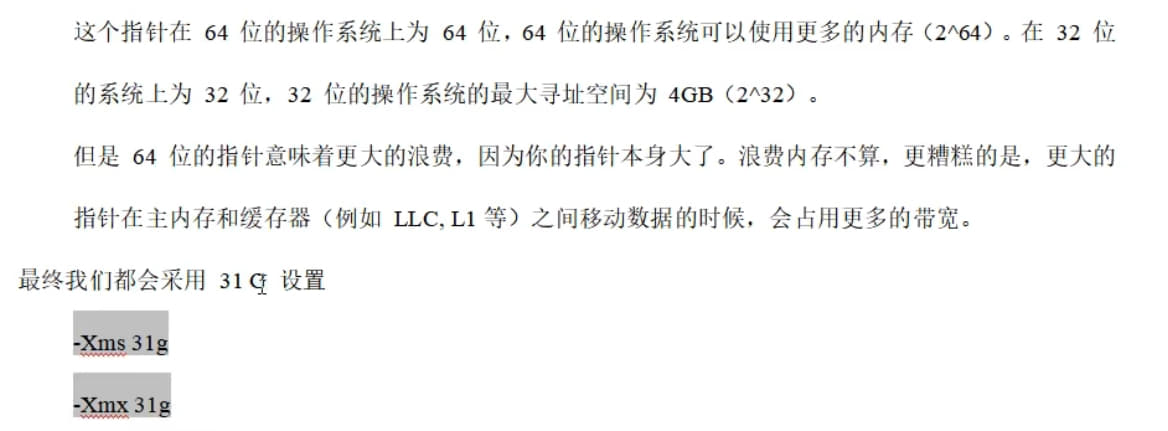 这个指针在 64 位的操作系统上为 64 位，64 位的操作系统可以使用更多的内存（2^64）。在 32 位
的系统上为 32 位，32 位的操作系统的最大寻址空间为 4GB（2^32）。
但是 64 位的指针意味着更大的浪费，因为你的指针本身大了。浪费内存不算，更糟糕的是，更大的
指针在主内存和缓存器（例如 LLC, L1 等）之间移动数据的时候，会占用更多的带宽。
最终我们都会采用 31 G 设置
-Xms 31g
-Xmx 31g